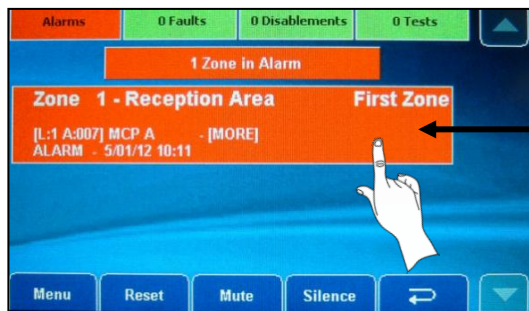 Alarms 0 Faults 0 Disablements 0 Tests
1 Zone in Alarm
Zone 1 - Reception Area First Zone
[L:1 A:007] MCP A - [MORE]
ALARM - 5/01/12 10:11
Menu Reset Mute Silence